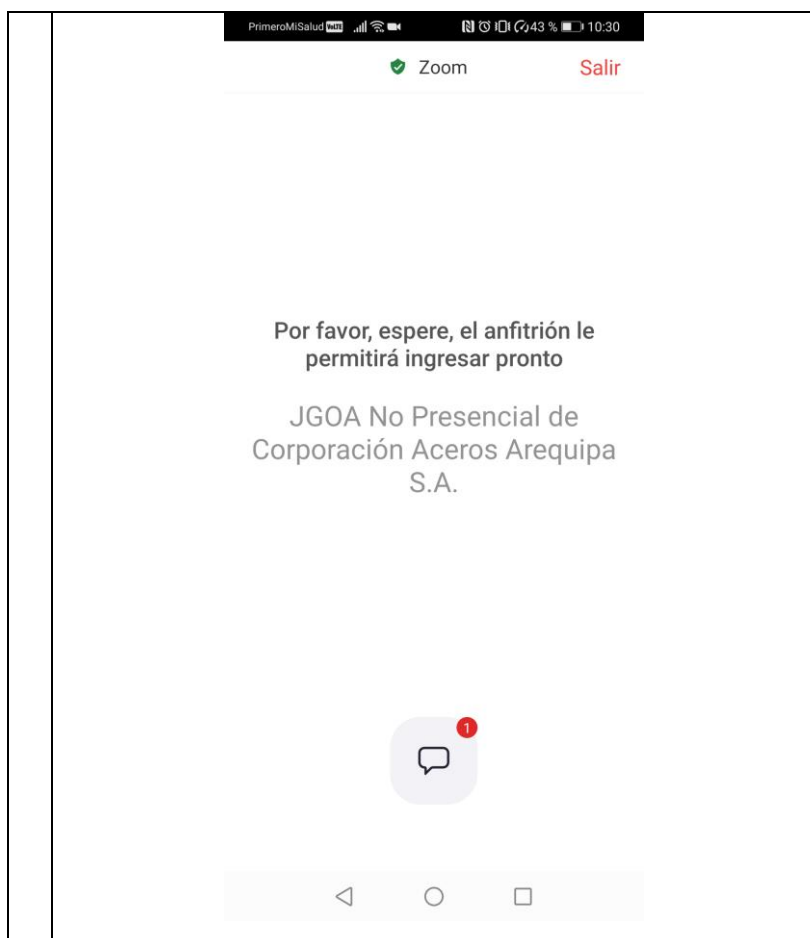 PrimeroMiSalud VoLTE 43 % 10:30
Zoom Salir
Por favor, espere, el anfitrión le
permitirá ingresar pronto
JGOA No Presencial de
Corporación Aceros Arequipa
S.A.
1